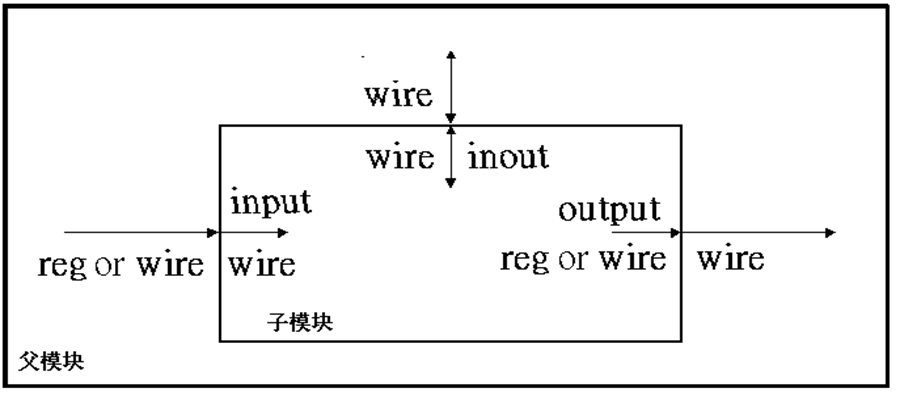 wire
wire inout
input
output
reg or wire wire
reg or wire wire
子模块
父模块